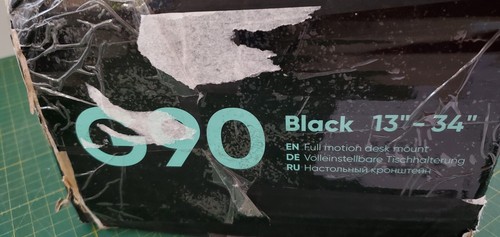 G90
Black 13"–34"
EN Full motion desk mount
DE Volleinstellbare Tischhalterung
RU Настольный кронштейн